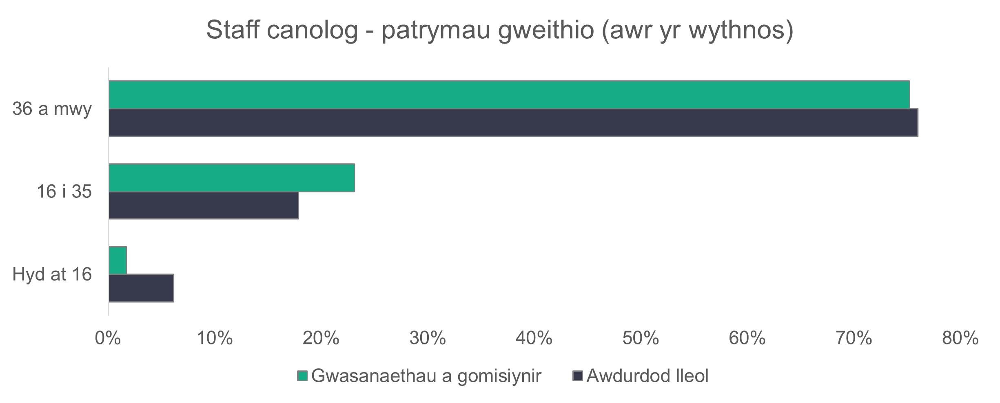 Staff canolog - patrymau gweithio (awr yr wythnos)
36 a mwy
16 i 35
Hyd at 16
0% 10% 20% 30% 40% 50% 60% 70% 80%
Gwasanaethau a gomisiynir Awdurdod lleol